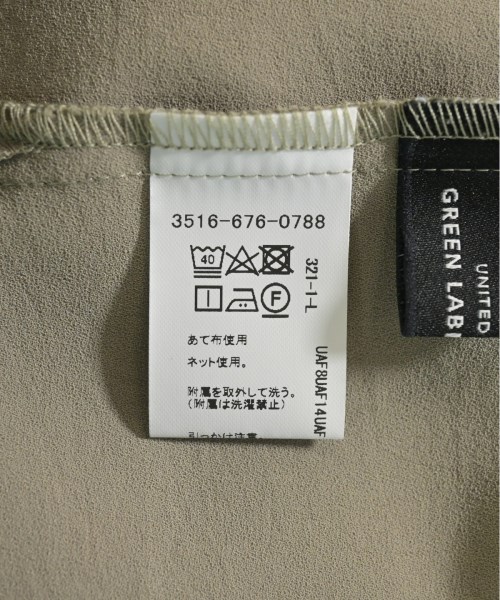 3516-676-0788
40
F
321-1-L
あて布使用
ネット使用。
附属を取外して洗う。
(附属は洗濯禁止)
引っかけ注意
UAF8UAF14UAF
UNITED
GREEN LAB